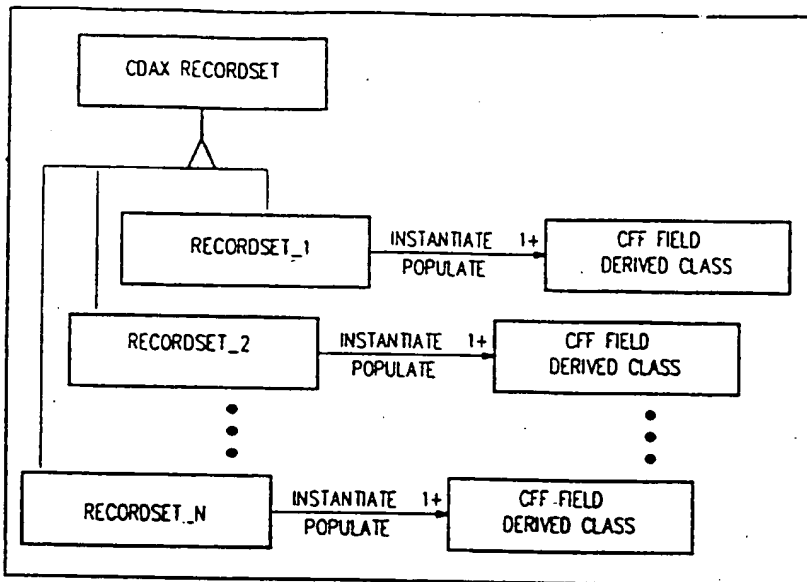 CDAX RECORDSET
RECORDSET_1
INSTANTIATE 1+
POPULATE
CFF FIELD
DERIVED CLASS
RECORDSET_2
INSTANTIATE 1+
POPULATE
CFF FIELD
DERIVED CLASS
RECORDSET_N
INSTANTIATE 1+
POPULATE
CFF FIELD
DERIVED CLASS